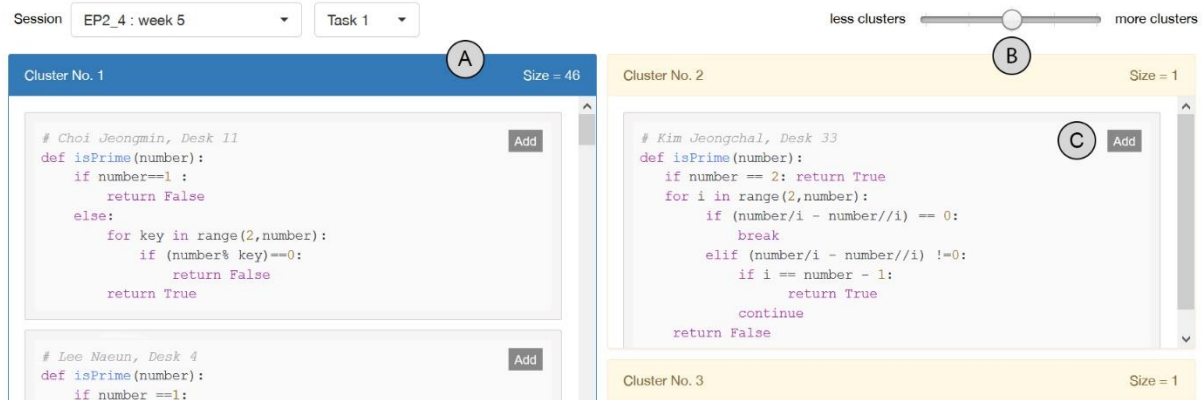 Session EP2_4 : week 5 Task 1 less clusters more clusters
A
B
Cluster No. 1 Size = 46
# Choi Jeongmin, Desk 11 Add
def isPrime(number):
    if number==1 :
        return False
    else:
        for key in range(2,number):
            if (number% key)==0:
                return False
        return True
# Lee Naeun, Desk 4 Add
def isPrime(number):
    if number ==1:
Cluster No. 2 Size = 1
# Kim Jeongchal, Desk 33 C Add
def isPrime(number):
   if number == 2: return True
   for i in range(2,number):
        if (number/i - number//i) == 0:
            break
        elif (number/i - number//i) !=0:
            if i == number - 1:
                  return True
            continue
    return False
Cluster No. 3 Size = 1